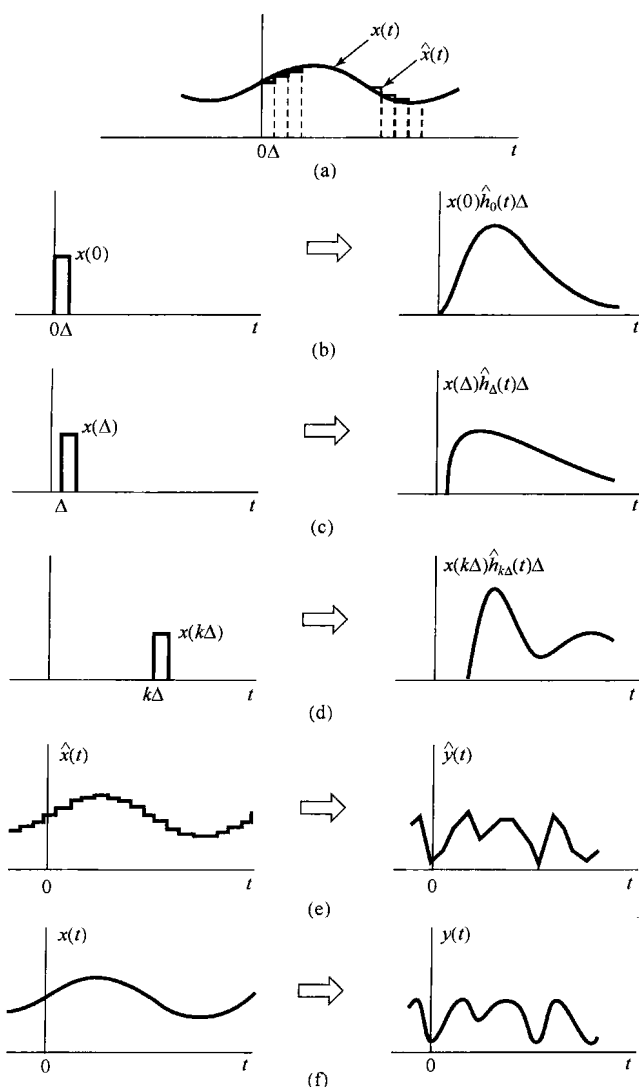 x(t)
x̂(t)
0Δ
t
(a)
x(0)
0Δ
t
x(0)ĥ₀(t)Δ
t
(b)
x(Δ)
Δ
t
x(Δ)ĥ_Δ(t)Δ
t
(c)
x(kΔ)
kΔ
t
x(kΔ)ĥ_kΔ(t)Δ
t
(d)
x̂(t)
0
t
ŷ(t)
0
t
(e)
x(t)
0
t
y(t)
0
t
(f)